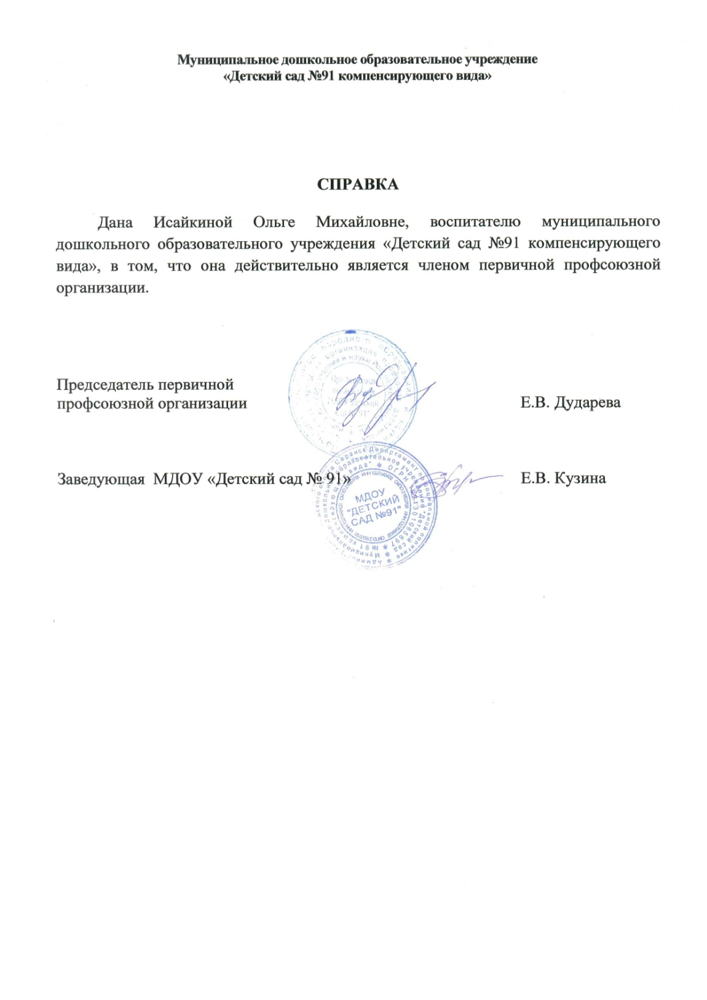 Муниципальное дошкольное образовательное учреждение
«Детский сад №91 компенсирующего вида»
СПРАВКА
Дана Исайкиной Ольге Михайловне, воспитателю муниципального
дошкольного образовательного учреждения «Детский сад №91 компенсирующего
вида», в том, что она действительно является членом первичной профсоюзной
организации.
Председатель первичной
профсоюзной организации
Е.В. Дударева
Заведующая МДОУ «Детский сад № 91»
Е.В. Кузина
МДОУ
"ДЕТСКИЙ
САД №91"